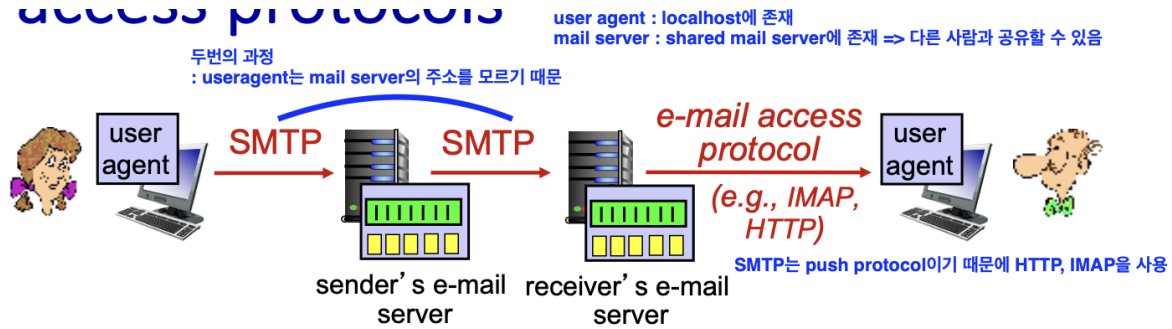 access protocols
user agent : localhost에 존재
mail server : shared mail server에 존재 => 다른 사람과 공유할 수 있음
두번의 과정
: useragent는 mail server의 주소를 모르기 때문
user
agent
SMTP
SMTP
e-mail access
protocol
(e.g., IMAP,
HTTP)
user
agent
SMTP는 push protocol이기 때문에 HTTP, IMAP을 사용
sender’s e-mail
server
receiver’s e-mail
server